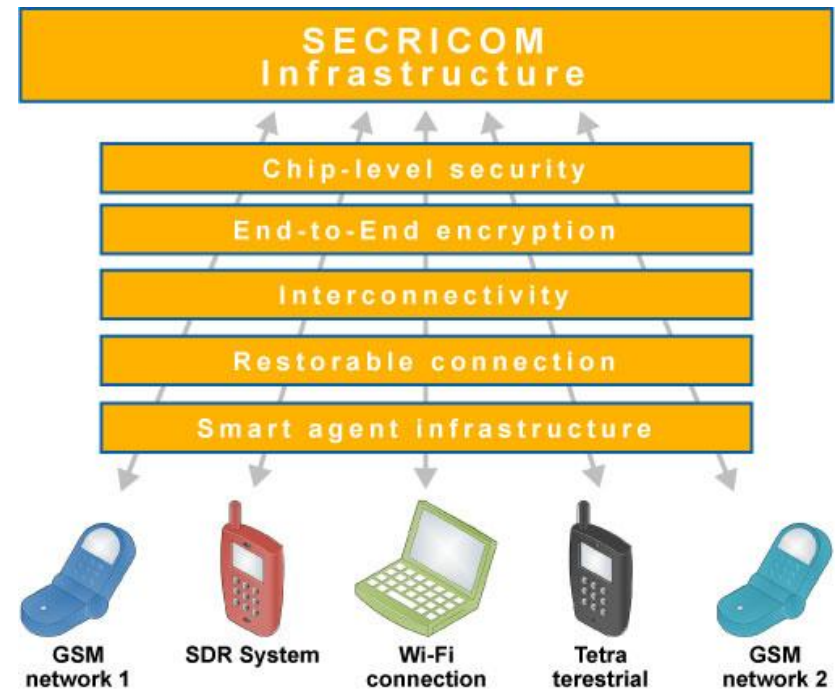 SECRICOM
Infrastructure
Chip-level security
End-to-End encryption
Interconnectivity
Restorable connection
Smart agent infrastructure
GSM
network 1
SDR System
Wi-Fi
connection
Tetra
terestrial
GSM
network 2